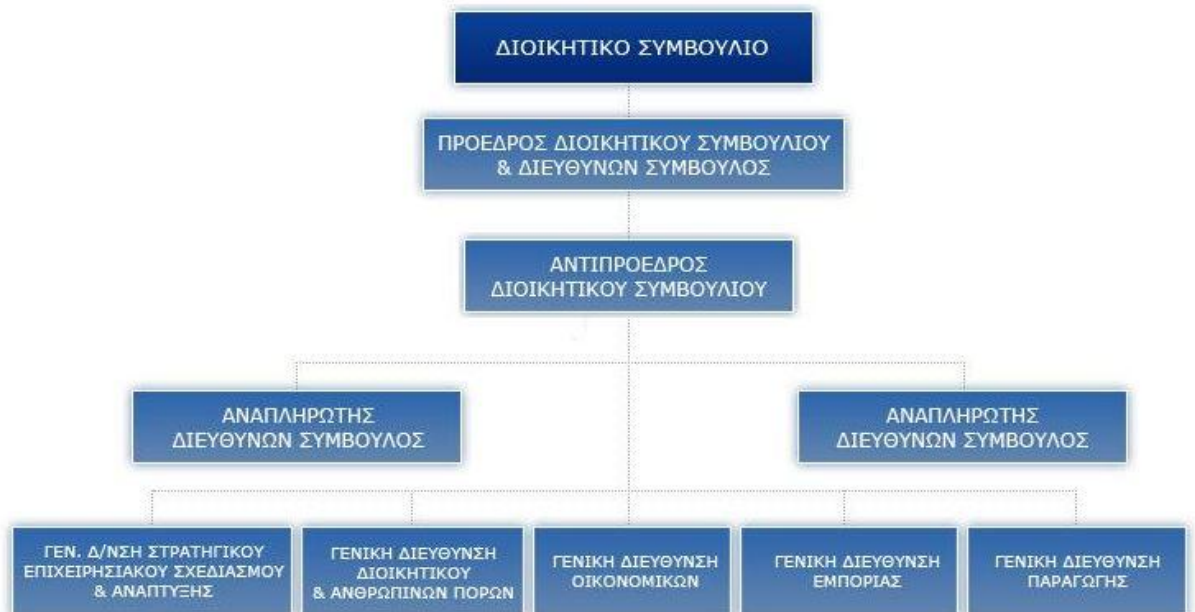 ΔΙΟΙΚΗΤΙΚΟ ΣΥΜΒΟΥΛΙΟ
ΠΡΟΕΔΡΟΣ ΔΙΟΙΚΗΤΙΚΟΥ ΣΥΜΒΟΥΛΙΟΥ
& ΔΙΕΥΘΥΝΩΝ ΣΥΜΒΟΥΛΟΣ
ΑΝΤΙΠΡΟΕΔΡΟΣ
ΔΙΟΙΚΗΤΙΚΟΥ ΣΥΜΒΟΥΛΙΟΥ
ΑΝΑΠΛΗΡΩΤΗΣ
ΔΙΕΥΘΥΝΩΝ ΣΥΜΒΟΥΛΟΣ
ΑΝΑΠΛΗΡΩΤΗΣ
ΔΙΕΥΘΥΝΩΝ ΣΥΜΒΟΥΛΟΣ
ΓΕΝ. Δ/ΝΣΗ ΣΤΡΑΤΗΓΙΚΟΥ
ΕΠΙΧΕΙΡΗΣΙΑΚΟΥ ΣΧΕΔΙΑΣΜΟΥ
& ΑΝΑΠΤΥΞΗΣ
ΓΕΝΙΚΗ ΔΙΕΥΘΥΝΣΗ
ΔΙΟΙΚΗΤΙΚΟΥ
& ΑΝΘΡΩΠΙΝΩΝ ΠΟΡΩΝ
ΓΕΝΙΚΗ ΔΙΕΥΘΥΝΣΗ
ΟΙΚΟΝΟΜΙΚΩΝ
ΓΕΝΙΚΗ ΔΙΕΥΘΥΝΣΗ
ΕΜΠΟΡΙΑΣ
ΓΕΝΙΚΗ ΔΙΕΥΘΥΝΣΗ
ΠΑΡΑΓΩΓΗΣ